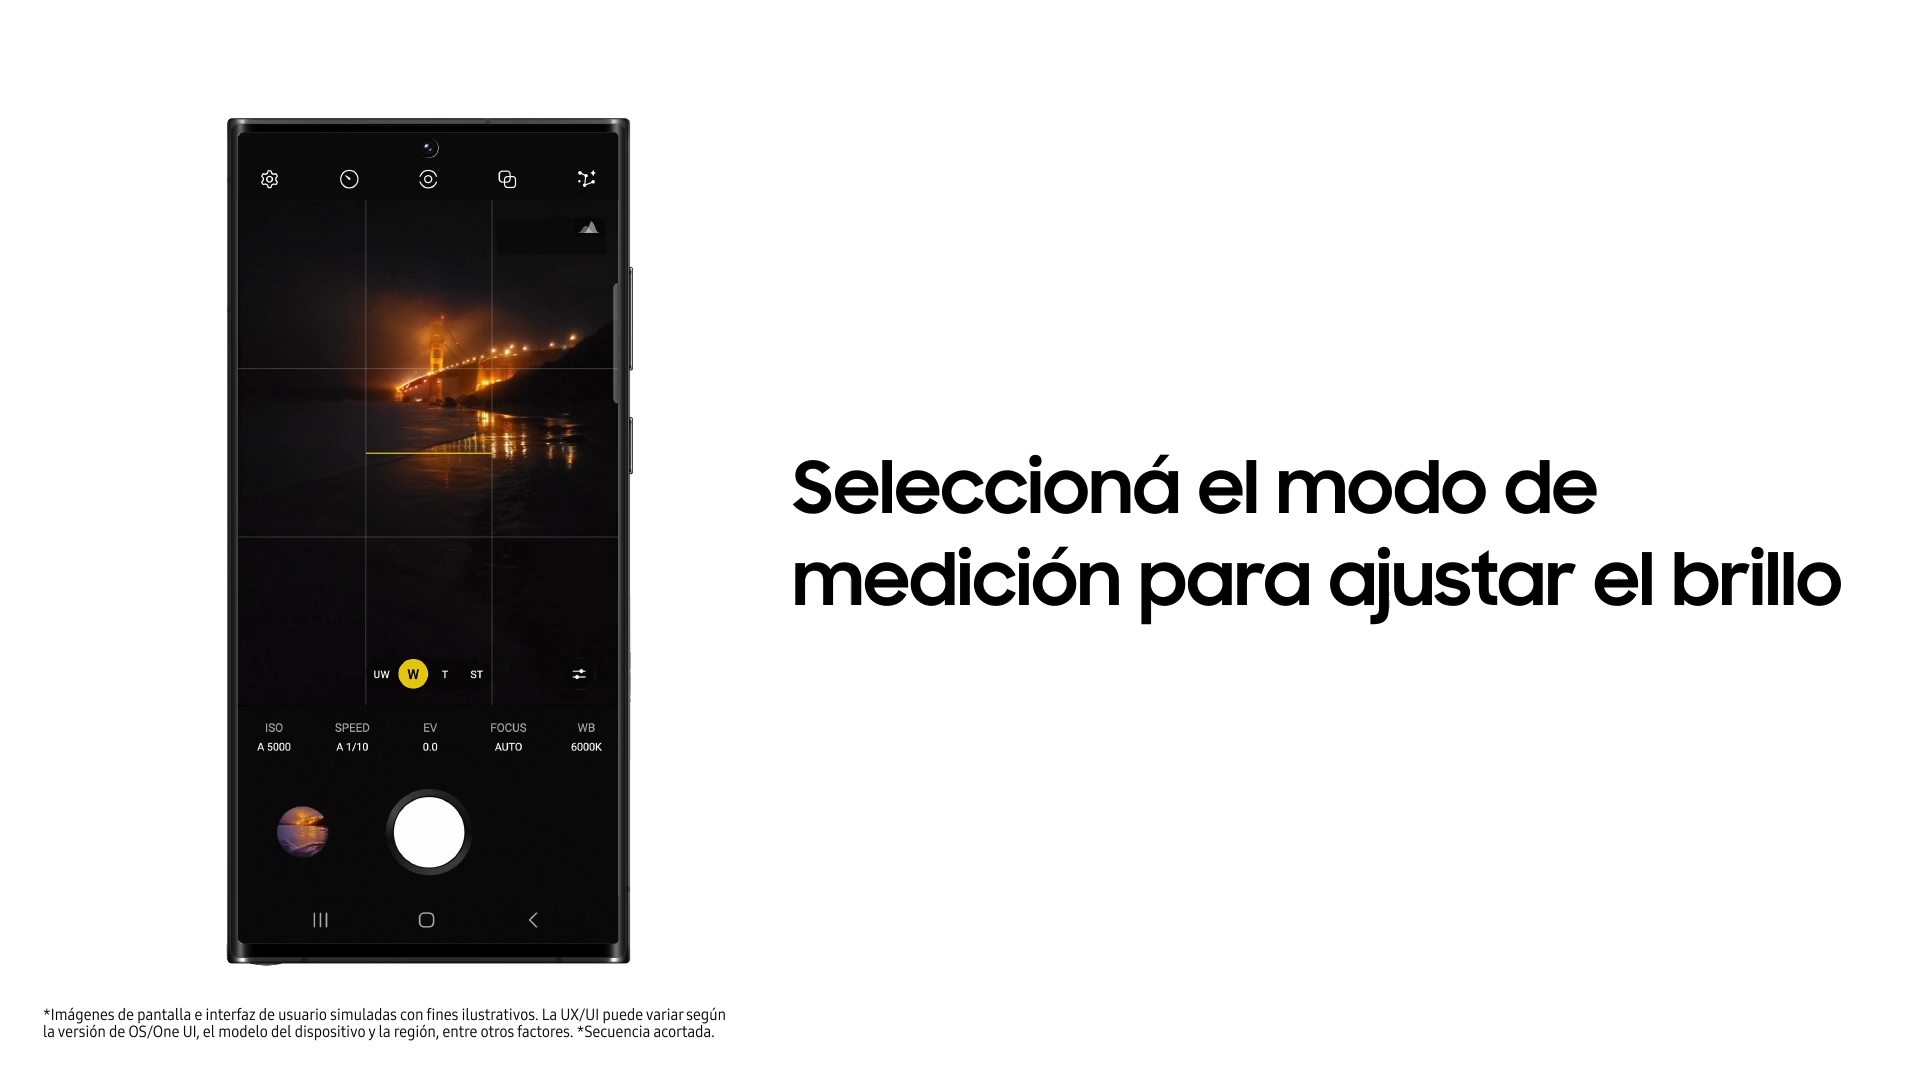 UW W T ST
ISO SPEED EV FOCUS WB
A 5000 A 1/10 0.0 AUTO 6000K
Seleccioná el modo de
medición para ajustar el brillo
*Imágenes de pantalla e interfaz de usuario simuladas con fines ilustrativos. La UX/UI puede variar según
la versión de OS/One UI, el modelo del dispositivo y la región, entre otros factores. *Secuencia acortada.